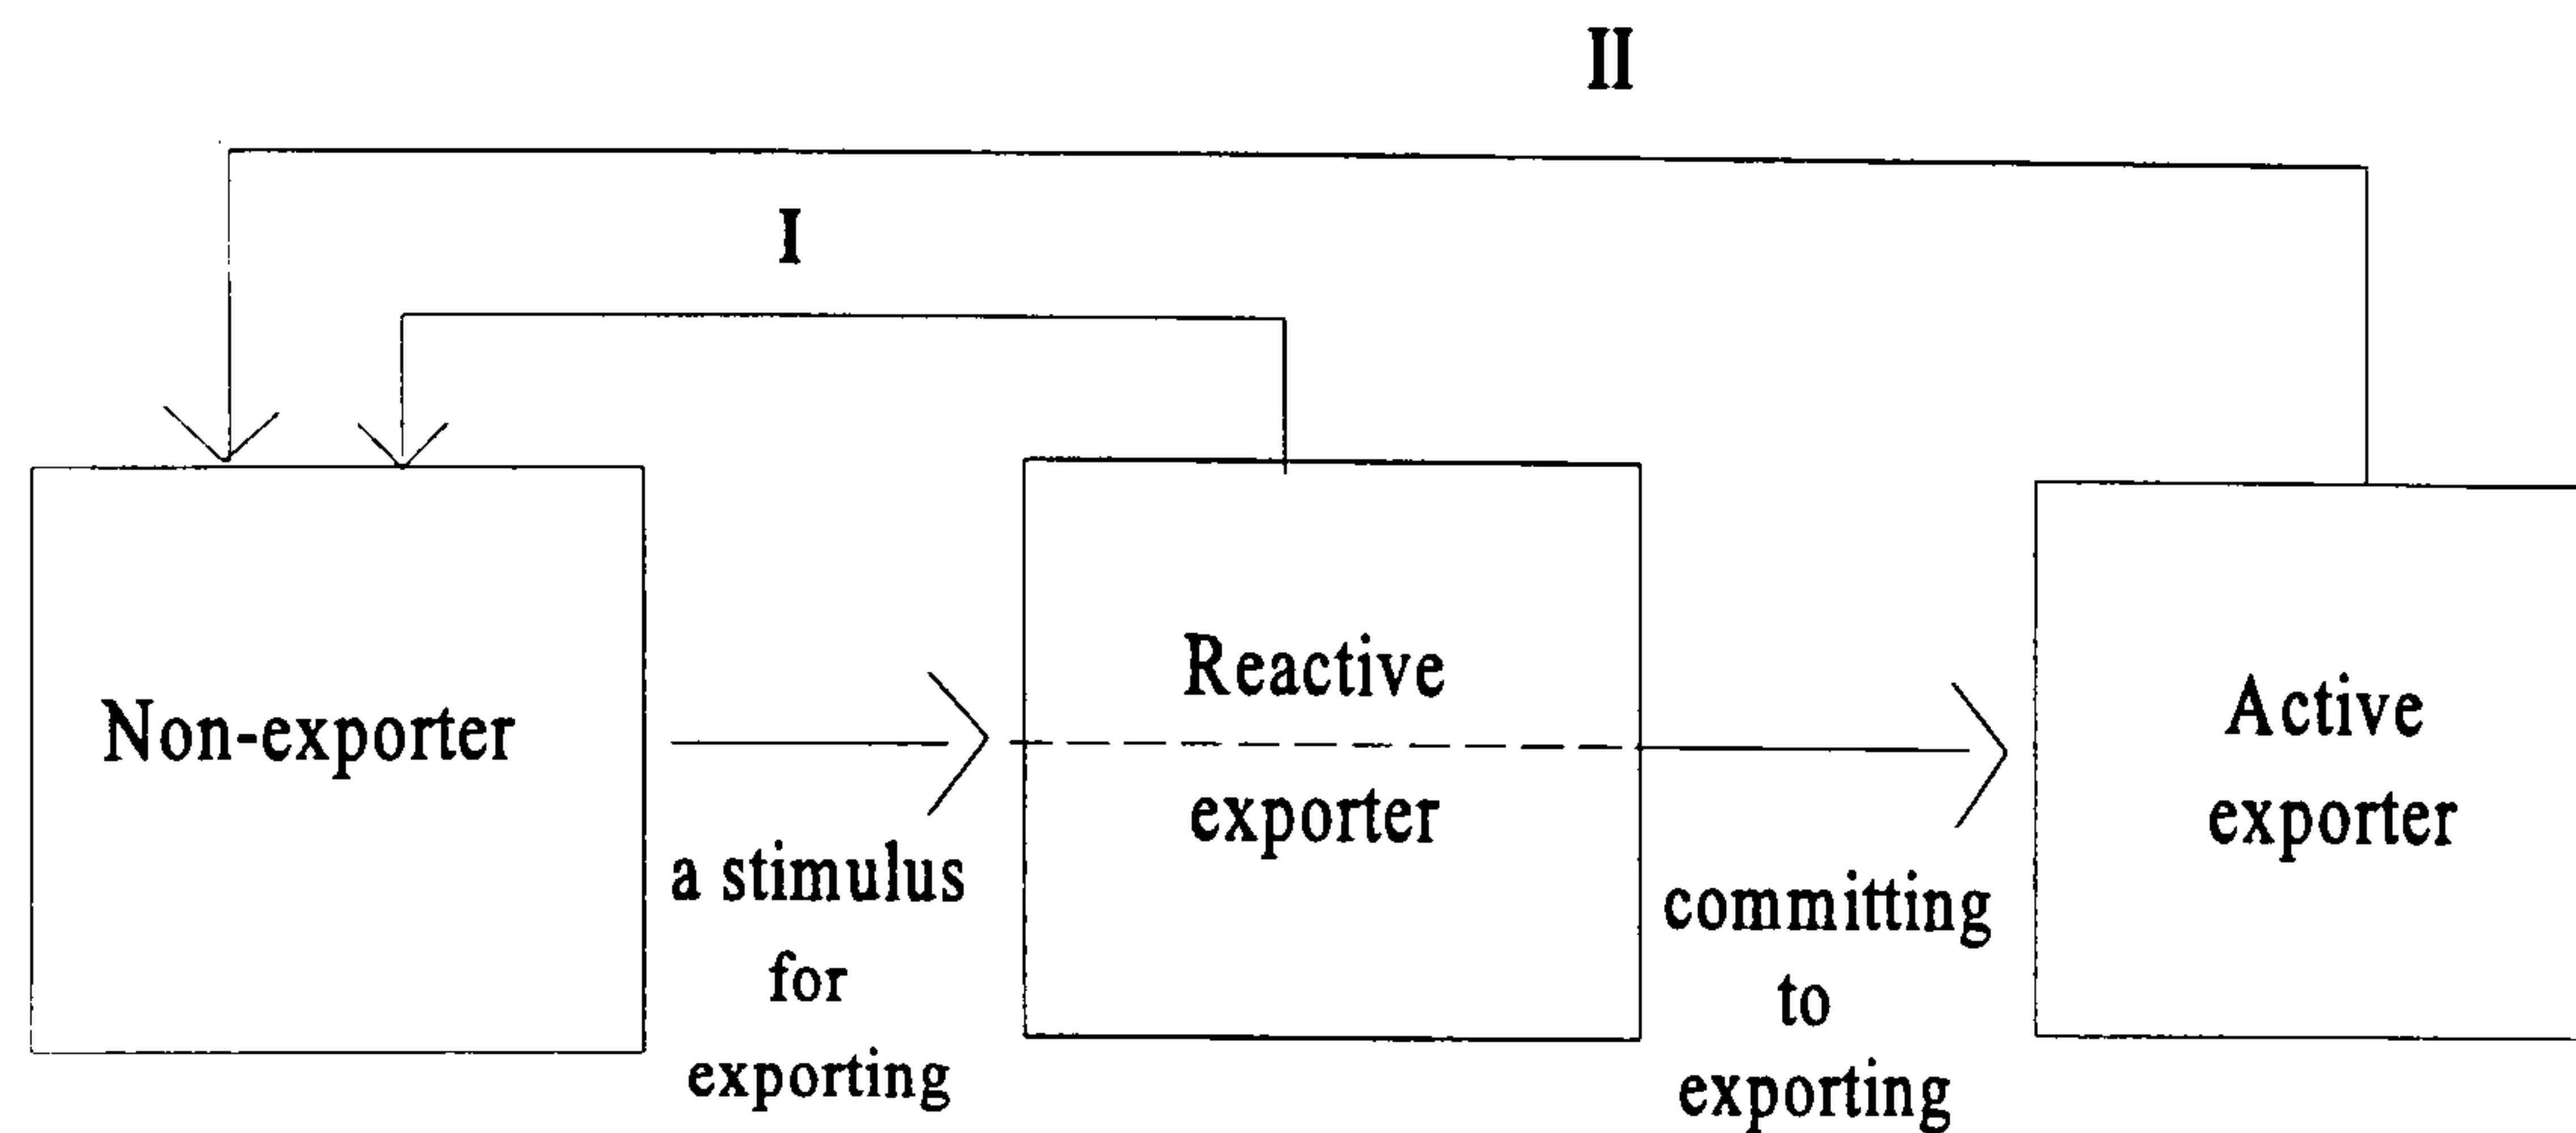 II
I
Non-exporter
a stimulus
for
exporting
Reactive
exporter
committing
to
exporting
Active
exporter